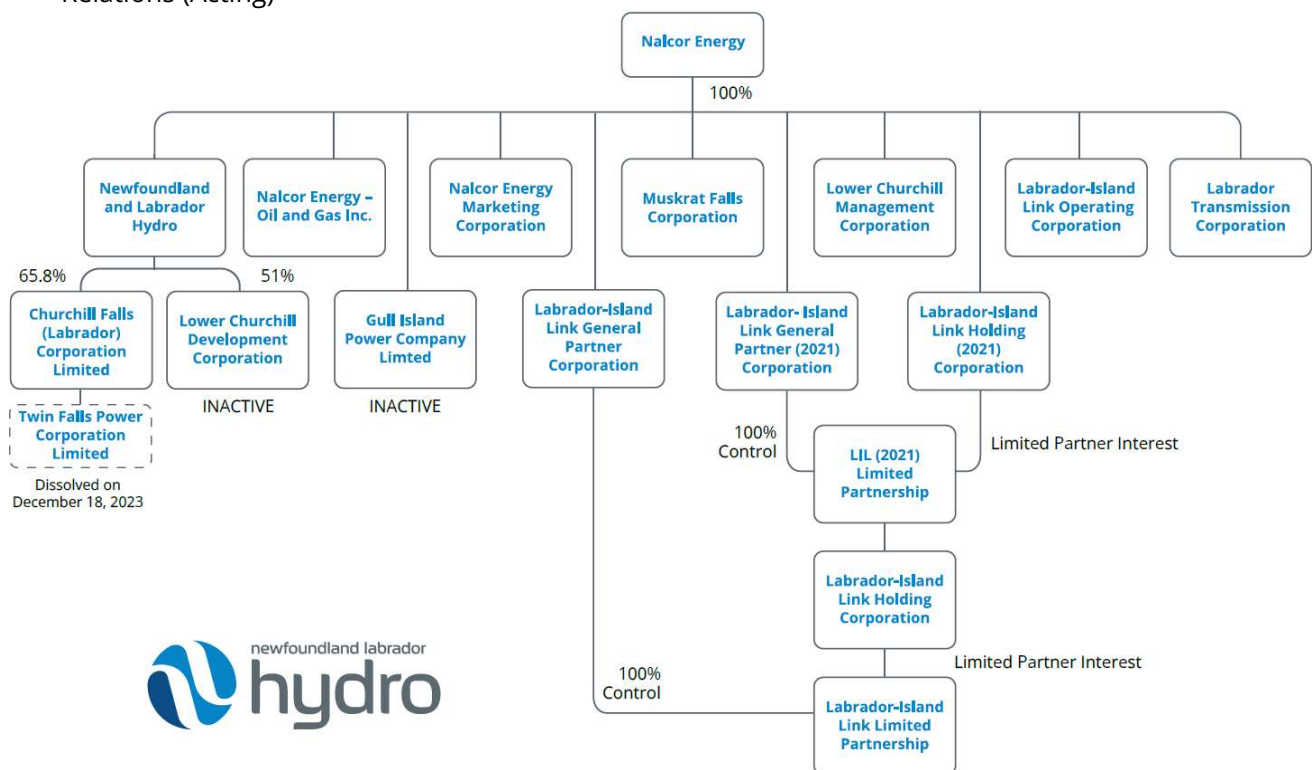 Relations (Acting)
Nalcor Energy
100%
Newfoundland
and Labrador
Hydro
Nalcor Energy –
Oil and Gas Inc.
Nalcor Energy
Marketing
Corporation
Muskrat Falls
Corporation
Lower Churchill
Management
Corporation
Labrador-Island
Link Operating
Corporation
Labrador
Transmission
Corporation
65.8%
51%
Churchill Falls
(Labrador)
Corporation
Limited
Lower Churchill
Development
Corporation
INACTIVE
Gull Island
Power Company
Limted
INACTIVE
Labrador-Island
Link General
Partner
Corporation
Labrador- Island
Link General
Partner (2021)
Corporation
Labrador-Island
Link Holding
(2021)
Corporation
Twin Falls Power
Corporation
Limited
Dissolved on
December 18, 2023
100%
Control
LIL (2021)
Limited
Partnership
Limited Partner Interest
Labrador-Island
Link Holding
Corporation
Limited Partner Interest
100%
Control
Labrador-Island
Link Limited
Partnership
newfoundland labrador
hydro